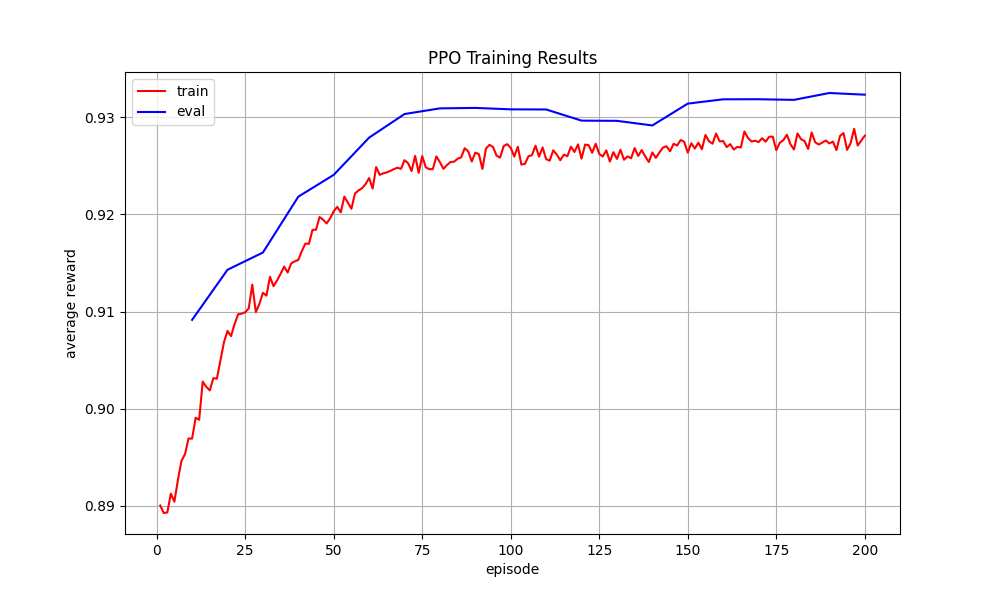 PPO Training Results
train
eval
0.93
0.92
0.91
0.90
0.89
average reward
0 25 50 75 100 125 150 175 200
episode